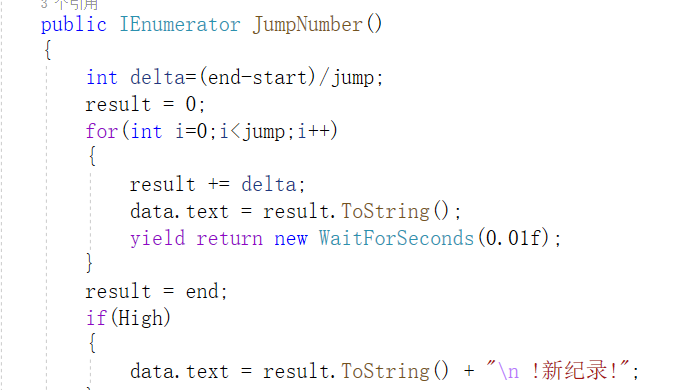 3 个引用
public IEnumerator JumpNumber()
{
int delta=(end-start)/jump;
result = 0;
for(int i=0;i<jump;i++)
{
result += delta;
data.text = result.ToString();
yield return new WaitForSeconds(0.01f);
}
result = end;
if(High)
{
data.text = result.ToString() + "\n !新纪录!";
}